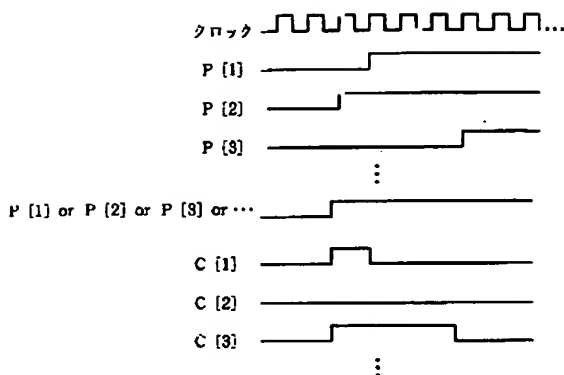 クロック
...
P [1]
P [2]
P [3]
⋮
P [1] or P [2] or P [3] or ⋯
C [1]
C [2]
C [3]
⋮